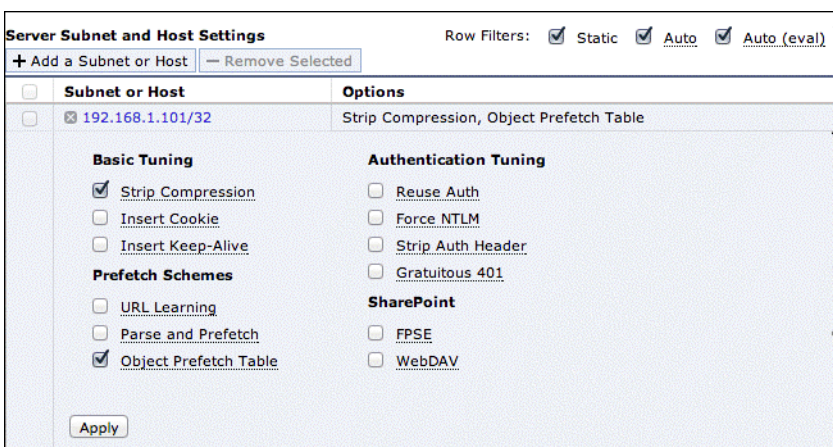 Server Subnet and Host Settings
Row Filters: Static Auto Auto (eval)
+ Add a Subnet or Host
− Remove Selected
Subnet or Host Options
192.168.1.101/32 Strip Compression, Object Prefetch Table
Basic Tuning
Strip Compression
Insert Cookie
Insert Keep-Alive
Prefetch Schemes
URL Learning
Parse and Prefetch
Object Prefetch Table
Authentication Tuning
Reuse Auth
Force NTLM
Strip Auth Header
Gratuitous 401
SharePoint
FPSE
WebDAV
Apply